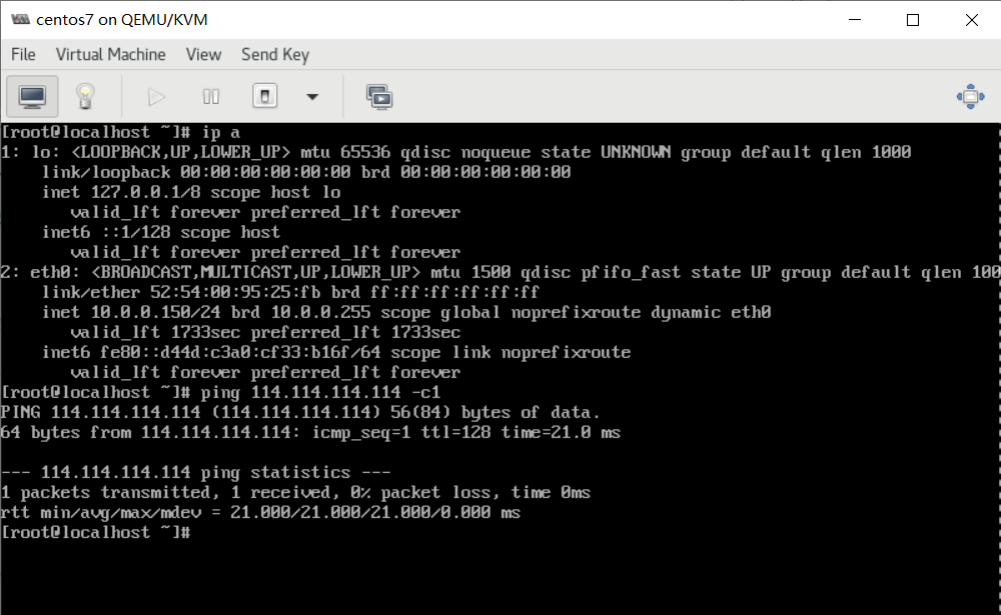 centos7 on QEMU/KVM
File Virtual Machine View Send Key
[root@localhost ~]# ip a
1: lo: <LOOPBACK,UP,LOWER_UP> mtu 65536 qdisc noqueue state UNKNOWN group default qlen 1000
    link/loopback 00:00:00:00:00:00 brd 00:00:00:00:00:00
    inet 127.0.0.1/8 scope host lo
       valid_lft forever preferred_lft forever
    inet6 ::1/128 scope host
       valid_lft forever preferred_lft forever
2: eth0: <BROADCAST,MULTICAST,UP,LOWER_UP> mtu 1500 qdisc pfifo_fast state UP group default qlen 100
    link/ether 52:54:00:95:25:fb brd ff:ff:ff:ff:ff:ff
    inet 10.0.0.150/24 brd 10.0.0.255 scope global noprefixroute dynamic eth0
       valid_lft 1733sec preferred_lft 1733sec
    inet6 fe80::d44d:c3a0:cf33:b16f/64 scope link noprefixroute
       valid_lft forever preferred_lft forever
[root@localhost ~]# ping 114.114.114.114 -c1
PING 114.114.114.114 (114.114.114.114) 56(84) bytes of data.
64 bytes from 114.114.114.114: icmp_seq=1 ttl=128 time=21.0 ms
--- 114.114.114.114 ping statistics ---
1 packets transmitted, 1 received, 0% packet loss, time 0ms
rtt min/avg/max/mdev = 21.000/21.000/21.000/0.000 ms
[root@localhost ~]#